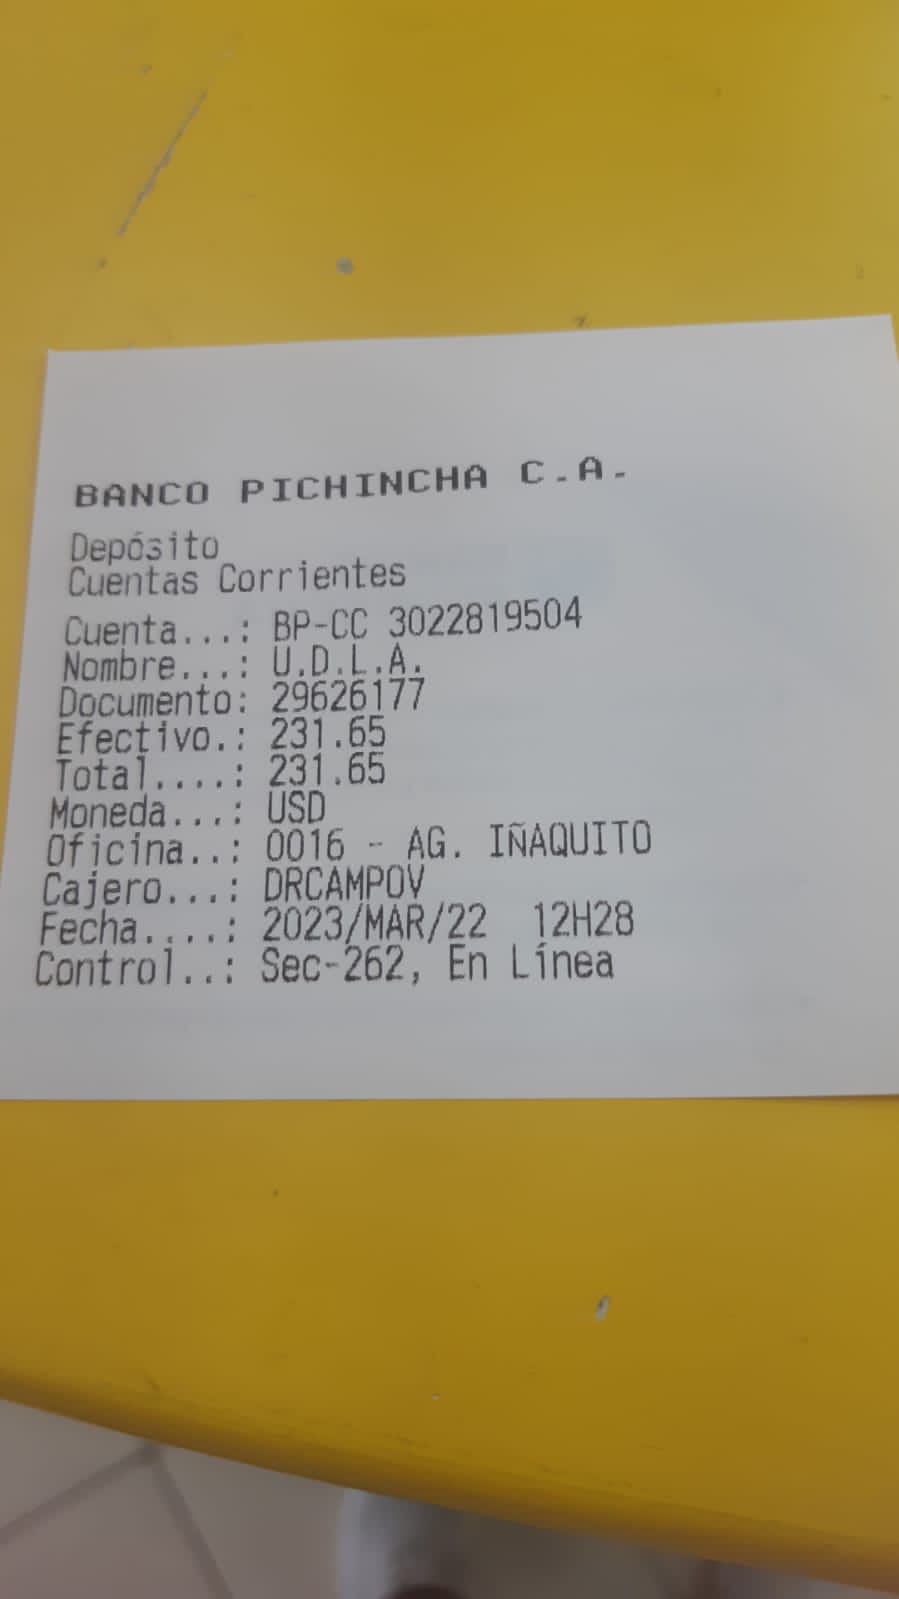 BANCO PICHINCHA C.A.
Depósito
Cuentas Corrientes
Cuenta...: BP-CC 3022819504
Nombre...: U.D.L.A.
Documento: 29626177
Efectivo.: 231.65
Total....: 231.65
Moneda...: USD
Oficina..: 0016 - AG. IÑAQUITO
Cajero...: DRCAMPOV
Fecha....: 2023/MAR/22 12H28
Control..: Sec-262, En Línea